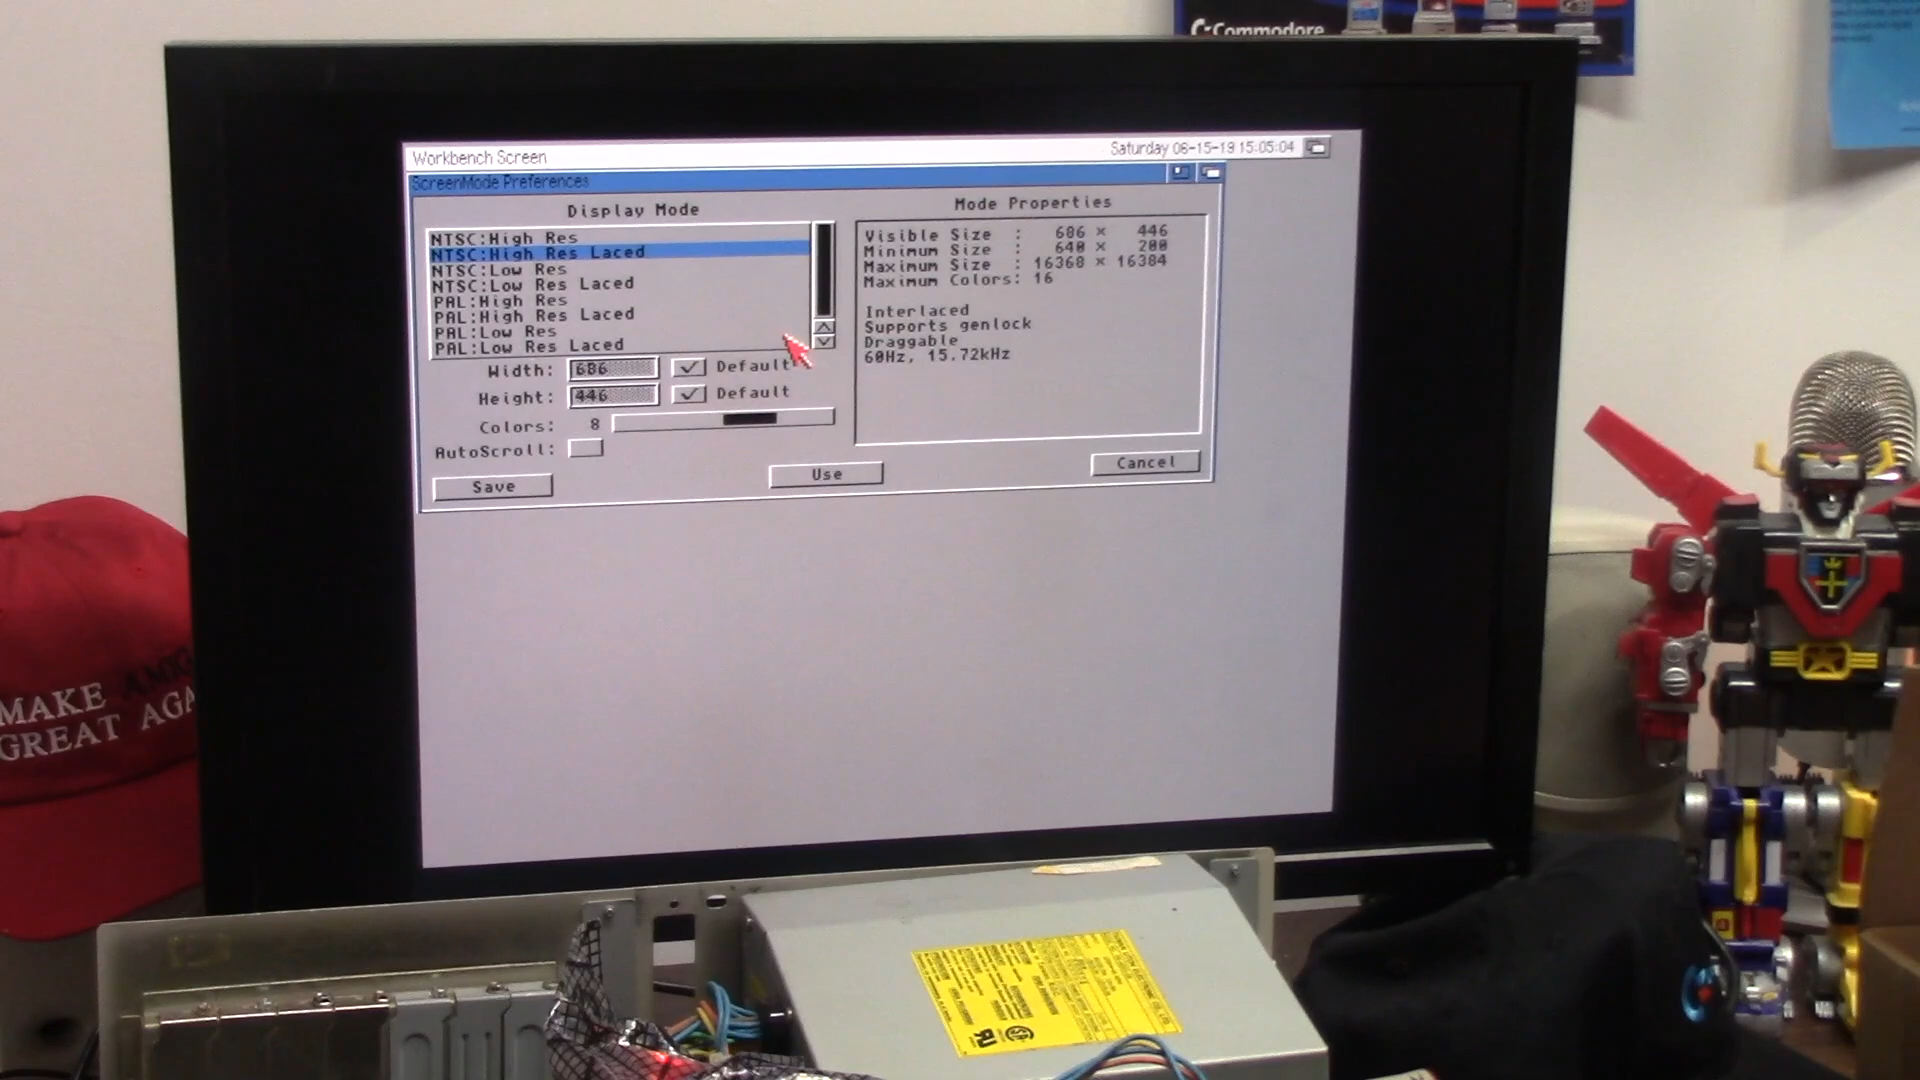 Commodore
Workbench Screen
Saturday 06-15-19 15:05:04
ScreenMode Preferences
Display Mode
NTSC:High Res
NTSC:High Res Laced
NTSC:Low Res
NTSC:Low Res Laced
PAL:High Res
PAL:High Res Laced
PAL:Low Res
PAL:Low Res Laced
Width: 686 Default
Height: 446 Default
Colors: 8
AutoScroll:
Save
Use
Cancel
Mode Properties
Visible Size : 686 × 446
Minimum Size : 640 × 200
Maximum Size : 16368 × 16384
Maximum Colors: 16
Interlaced
Supports genlock
Draggable
60Hz, 15.72kHz
MAKE AMIG
GREAT AGA